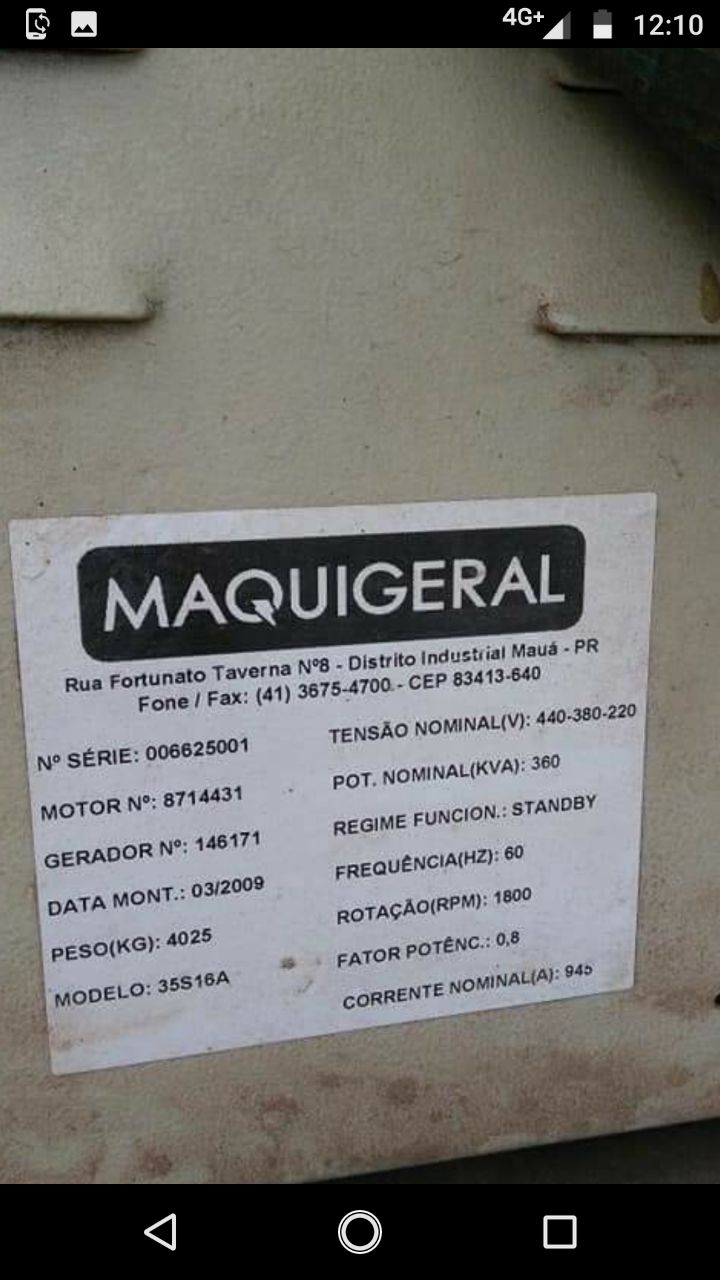 4G+ 12:10
MAQUIGERAL
Rua Fortunato Taverna Nº8 - Distrito Industrial Mauá - PR
Fone / Fax: (41) 3675-4700 - CEP 83413-640
Nº SÉRIE: 006625001
MOTOR Nº: 8714431
GERADOR Nº: 146171
DATA MONT.: 03/2009
PESO(KG): 4025
MODELO: 35S16A
TENSÃO NOMINAL(V): 440-380-220
POT. NOMINAL(KVA): 360
REGIME FUNCION.: STANDBY
FREQUÊNCIA(HZ): 60
ROTAÇÃO(RPM): 1800
FATOR POTÊNC.: 0,8
CORRENTE NOMINAL(A): 945